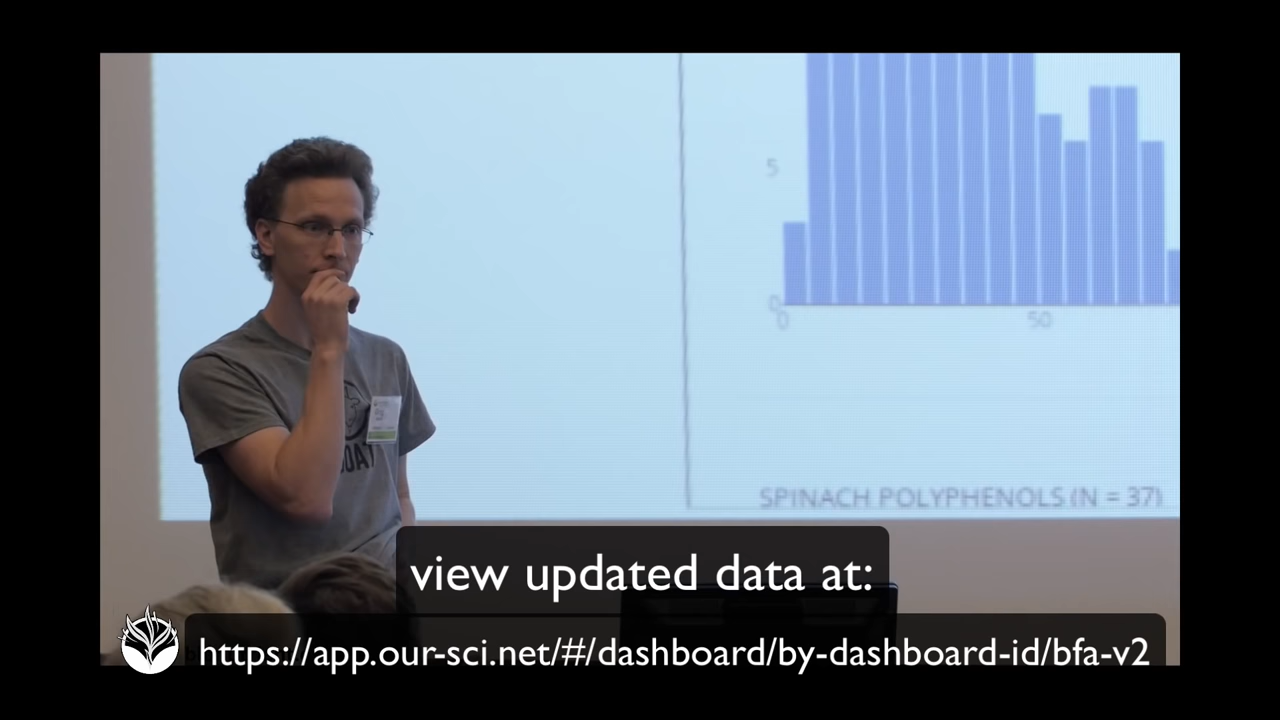 5
0
0
50
SPINACH POLYPHENOLS (N = 37)
view updated data at:
https://app.our-sci.net/#/dashboard/by-dashboard-id/bfa-v2